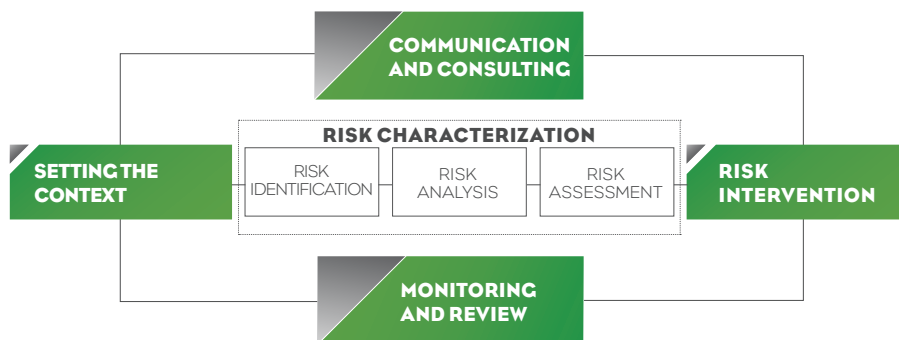 COMMUNICATION
AND CONSULTING
RISK CHARACTERIZATION
SETTING THE
CONTEXT
RISK
IDENTIFICATION
RISK
ANALYSIS
RISK
ASSESSMENT
RISK
INTERVENTION
MONITORING
AND REVIEW